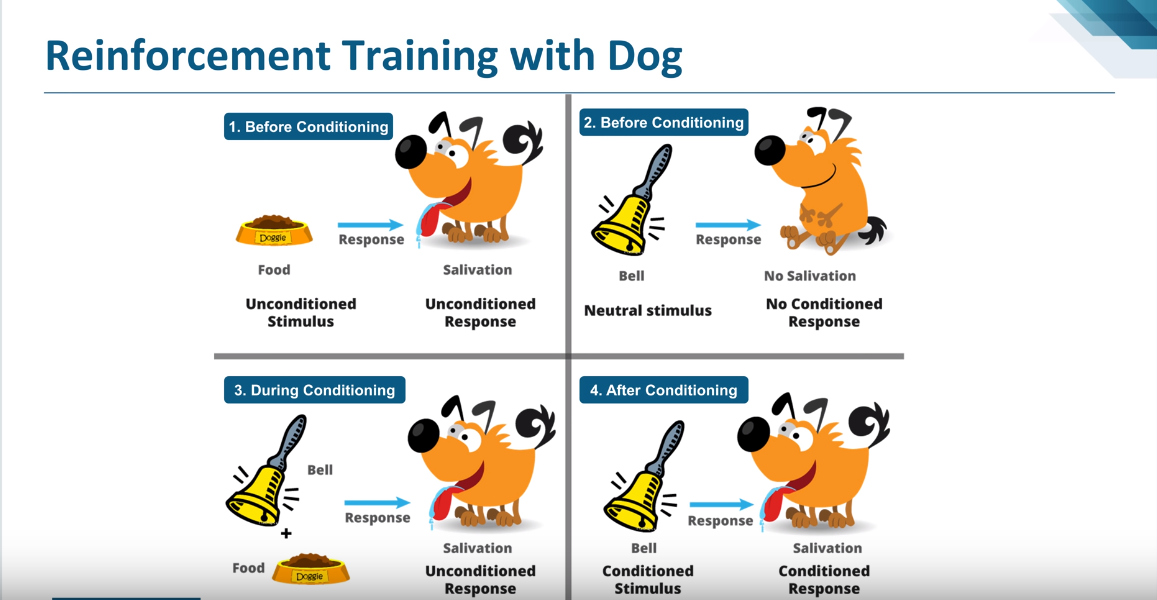 Reinforcement Training with Dog
1. Before Conditioning
Doggie
Response
Food
Salivation
Unconditioned
Stimulus
Unconditioned
Response
2. Before Conditioning
Response
Bell
No Salivation
Neutral stimulus
No Conditioned
Response
3. During Conditioning
Bell
Response
+
Food
Doggie
Salivation
Unconditioned
Response
4. After Conditioning
Response
Bell
Salivation
Conditioned
Stimulus
Conditioned
Response